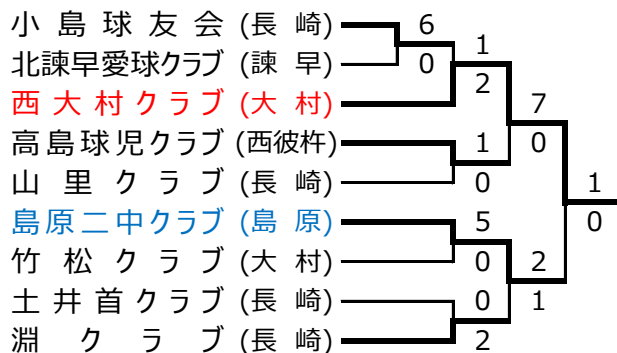 小島球友会 (長崎)
北諫早愛球クラブ (諫早)
西大村クラブ (大村)
高島球児クラブ (西彼杵)
山里クラブ (長崎)
島原二中クラブ (島原)
竹松クラブ (大村)
土井首クラブ (長崎)
淵クラブ (長崎)
6
0
1
2
1
0
5
0
0
2
7
0
2
1
1
0